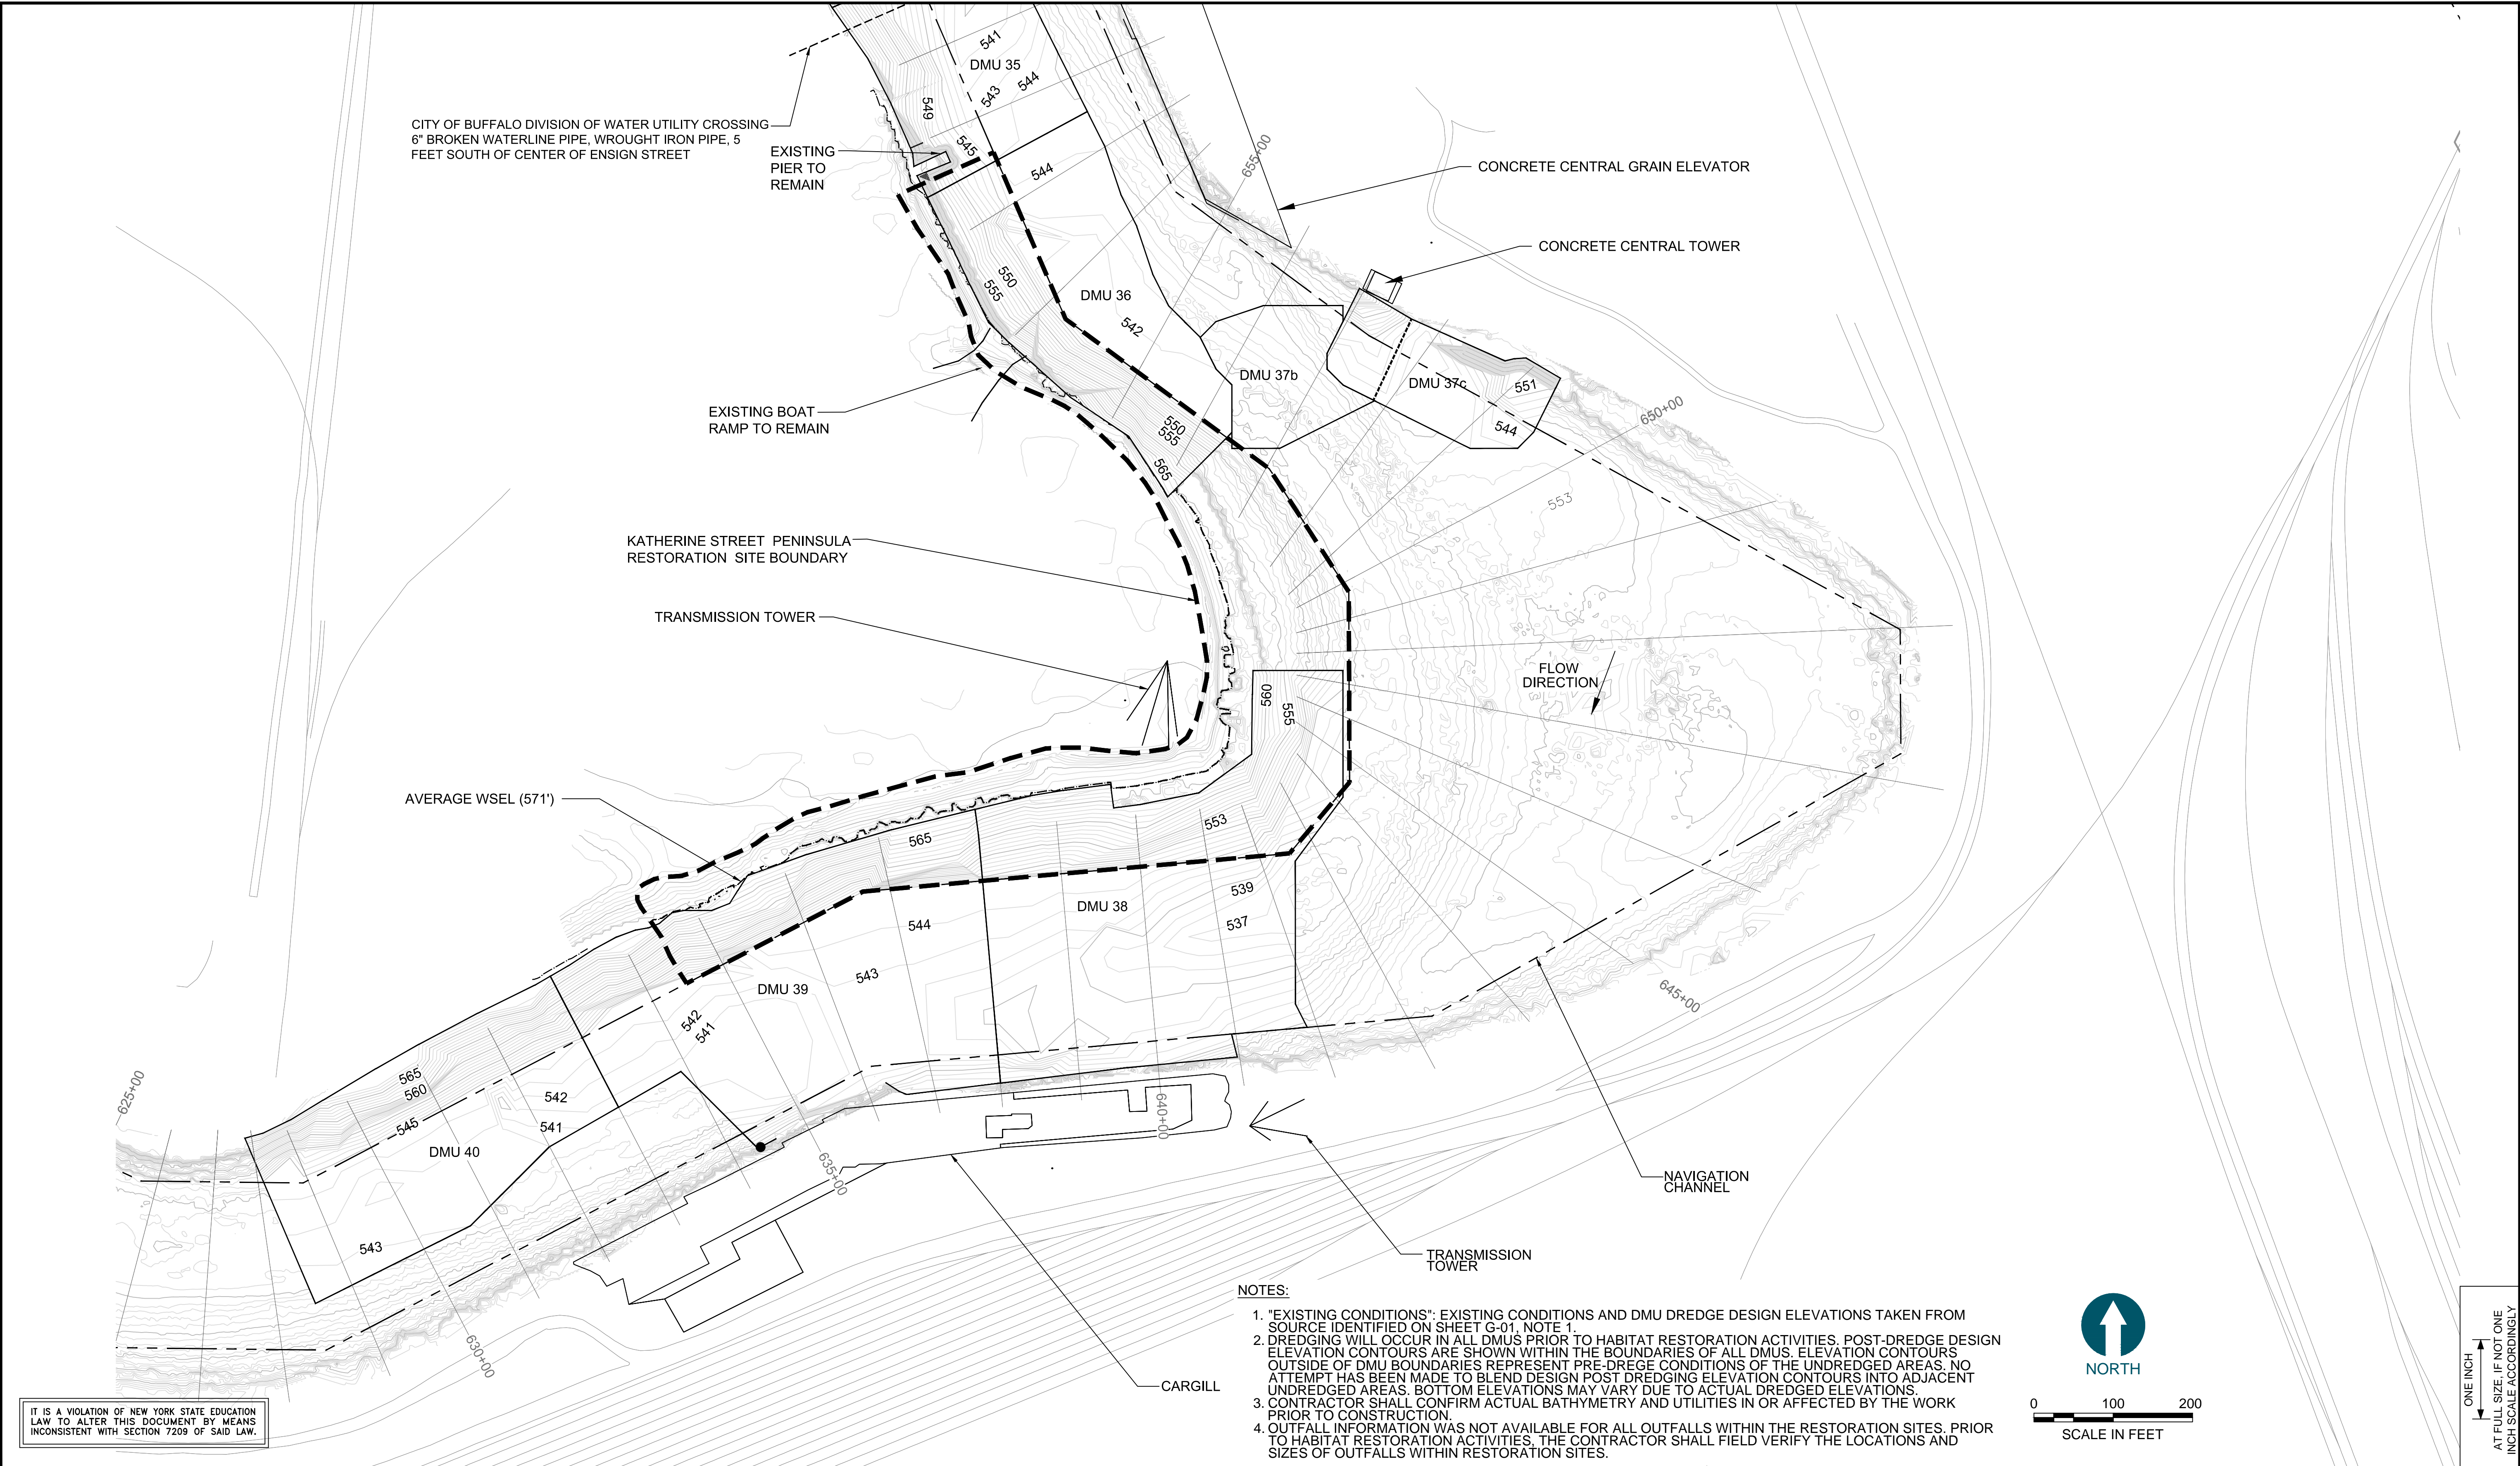 541
DMU 35
544
543
549
545
CITY OF BUFFALO DIVISION OF WATER UTILITY CROSSING
6" BROKEN WATERLINE PIPE, WROUGHT IRON PIPE, 5
FEET SOUTH OF CENTER OF ENSIGN STREET
EXISTING
PIER TO
REMAIN
544
655+00
CONCRETE CENTRAL GRAIN ELEVATOR
CONCRETE CENTRAL TOWER
550
555
DMU 36
542
DMU 37b
DMU 37c
551
544
650+00
EXISTING BOAT
RAMP TO REMAIN
550
555
565
553
KATHERINE STREET PENINSULA
RESTORATION SITE BOUNDARY
TRANSMISSION TOWER
FLOW
DIRECTION
560
555
AVERAGE WSEL (571')
565
553
539
537
DMU 38
544
543
DMU 39
542
541
645+00
625+00
565
560
545
542
541
DMU 40
543
640+00
635+00
630+00
NAVIGATION
CHANNEL
TRANSMISSION
TOWER
CARGILL
NOTES:
1. "EXISTING CONDITIONS": EXISTING CONDITIONS AND DMU DREDGE DESIGN ELEVATIONS TAKEN FROM
SOURCE IDENTIFIED ON SHEET G-01, NOTE 1.
2. DREDGING WILL OCCUR IN ALL DMUS PRIOR TO HABITAT RESTORATION ACTIVITIES. POST-DREDGE DESIGN
ELEVATION CONTOURS ARE SHOWN WITHIN THE BOUNDARIES OF ALL DMUS. ELEVATION CONTOURS
OUTSIDE OF DMU BOUNDARIES REPRESENT PRE-DREGE CONDITIONS OF THE UNDREDGED AREAS. NO
ATTEMPT HAS BEEN MADE TO BLEND DESIGN POST DREDGING ELEVATION CONTOURS INTO ADJACENT
UNDREDGED AREAS. BOTTOM ELEVATIONS MAY VARY DUE TO ACTUAL DREDGED ELEVATIONS.
3. CONTRACTOR SHALL CONFIRM ACTUAL BATHYMETRY AND UTILITIES IN OR AFFECTED BY THE WORK
PRIOR TO CONSTRUCTION.
4. OUTFALL INFORMATION WAS NOT AVAILABLE FOR ALL OUTFALLS WITHIN THE RESTORATION SITES. PRIOR
TO HABITAT RESTORATION ACTIVITIES, THE CONTRACTOR SHALL FIELD VERIFY THE LOCATIONS AND
SIZES OF OUTFALLS WITHIN RESTORATION SITES.
NORTH
0 100 200
SCALE IN FEET
ONE INCH
AT FULL SIZE, IF NOT ONE
INCH SCALE ACCORDINGLY
IT IS A VIOLATION OF NEW YORK STATE EDUCATION
LAW TO ALTER THIS DOCUMENT BY MEANS
INCONSISTENT WITH SECTION 7209 OF SAID LAW.